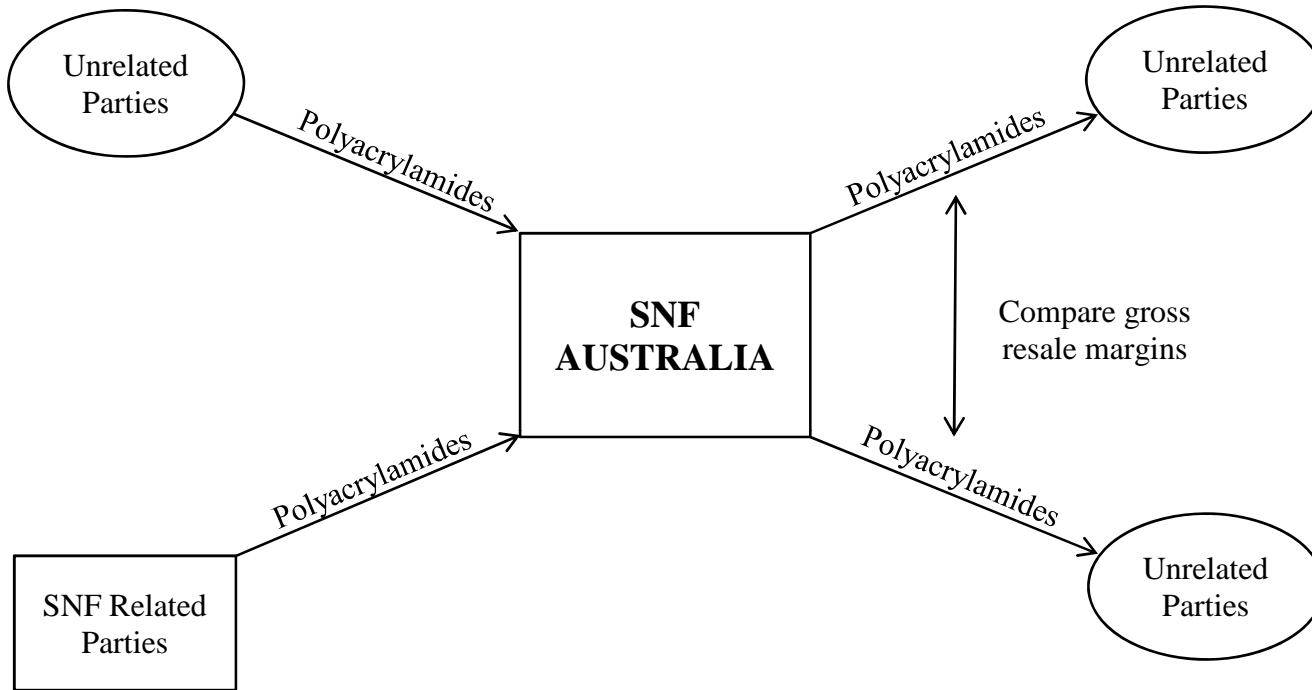 Unrelated
Parties
Polyacrylamides
Unrelated
Parties
Polyacrylamides
SNF
AUSTRALIA
Compare gross
resale margins
Polyacrylamides
SNF Related
Parties
Polyacrylamides
Unrelated
Parties